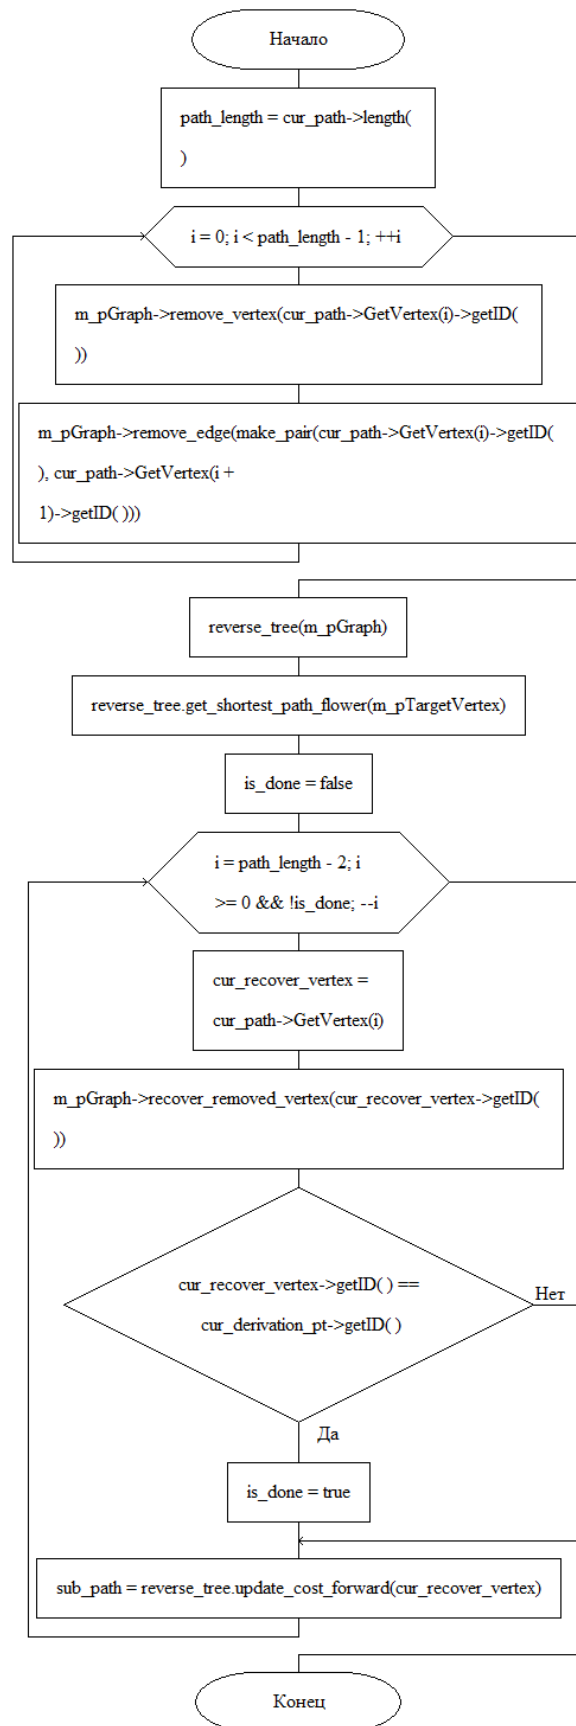 Начало
path_length = cur_path->length(
)
i = 0; i < path_length - 1; ++i
m_pGraph->remove_vertex(cur_path->GetVertex(i)->getID(
))
m_pGraph->remove_edge(make_pair(cur_path->GetVertex(i)->getID(
), cur_path->GetVertex(i +
1)->getID( )))
reverse_tree(m_pGraph)
reverse_tree.get_shortest_path_flower(m_pTargetVertex)
is_done = false
i = path_length - 2; i
>= 0 && !is_done; --i
cur_recover_vertex =
cur_path->GetVertex(i)
m_pGraph->recover_removed_vertex(cur_recover_vertex->getID(
))
cur_recover_vertex->getID( ) ==
cur_derivation_pt->getID( )
Нет
Да
is_done = true
sub_path = reverse_tree.update_cost_forward(cur_recover_vertex)
Конец